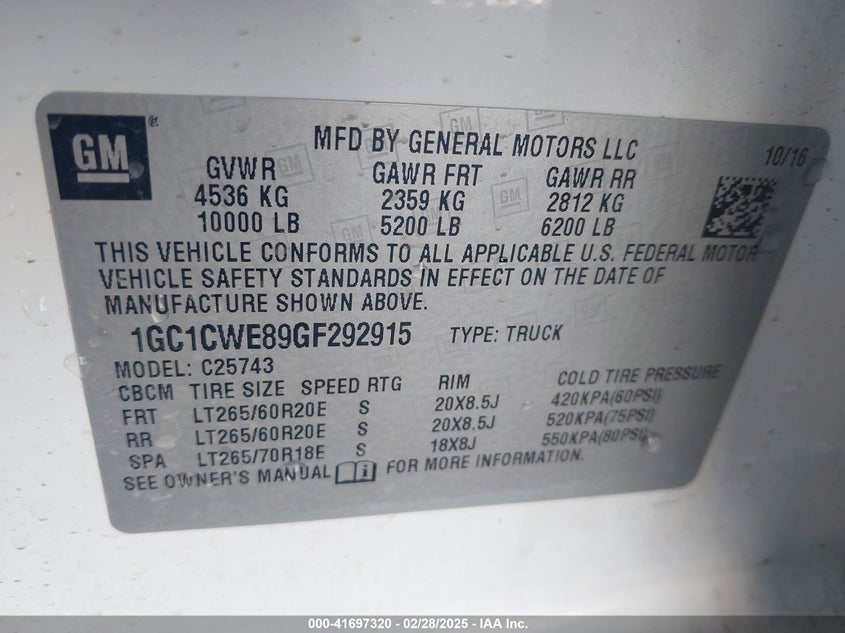 GM
®
MFD BY GENERAL MOTORS LLC
10/16
GVWR GAWR FRT GAWR RR
4536 KG 2359 KG 2812 KG
10000 LB 5200 LB 6200 LB
THIS VEHICLE CONFORMS TO ALL APPLICABLE U.S. FEDERAL MOTOR
VEHICLE SAFETY STANDARDS IN EFFECT ON THE DATE OF
MANUFACTURE SHOWN ABOVE.
1GC1CWE89GF292915 TYPE: TRUCK
MODEL: C25743
CBCM TIRE SIZE SPEED RTG RIM COLD TIRE PRESSURE
FRT LT265/60R20E S 20X8.5J 420KPA(60PSI)
RR LT265/60R20E S 20X8.5J 520KPA(75PSI)
SPA LT265/70R18E S 18X8J 550KPA(80PSI)
SEE OWNER'S MANUAL FOR MORE INFORMATION.
000-41697320 - 02/28/2025 - IAA Inc.